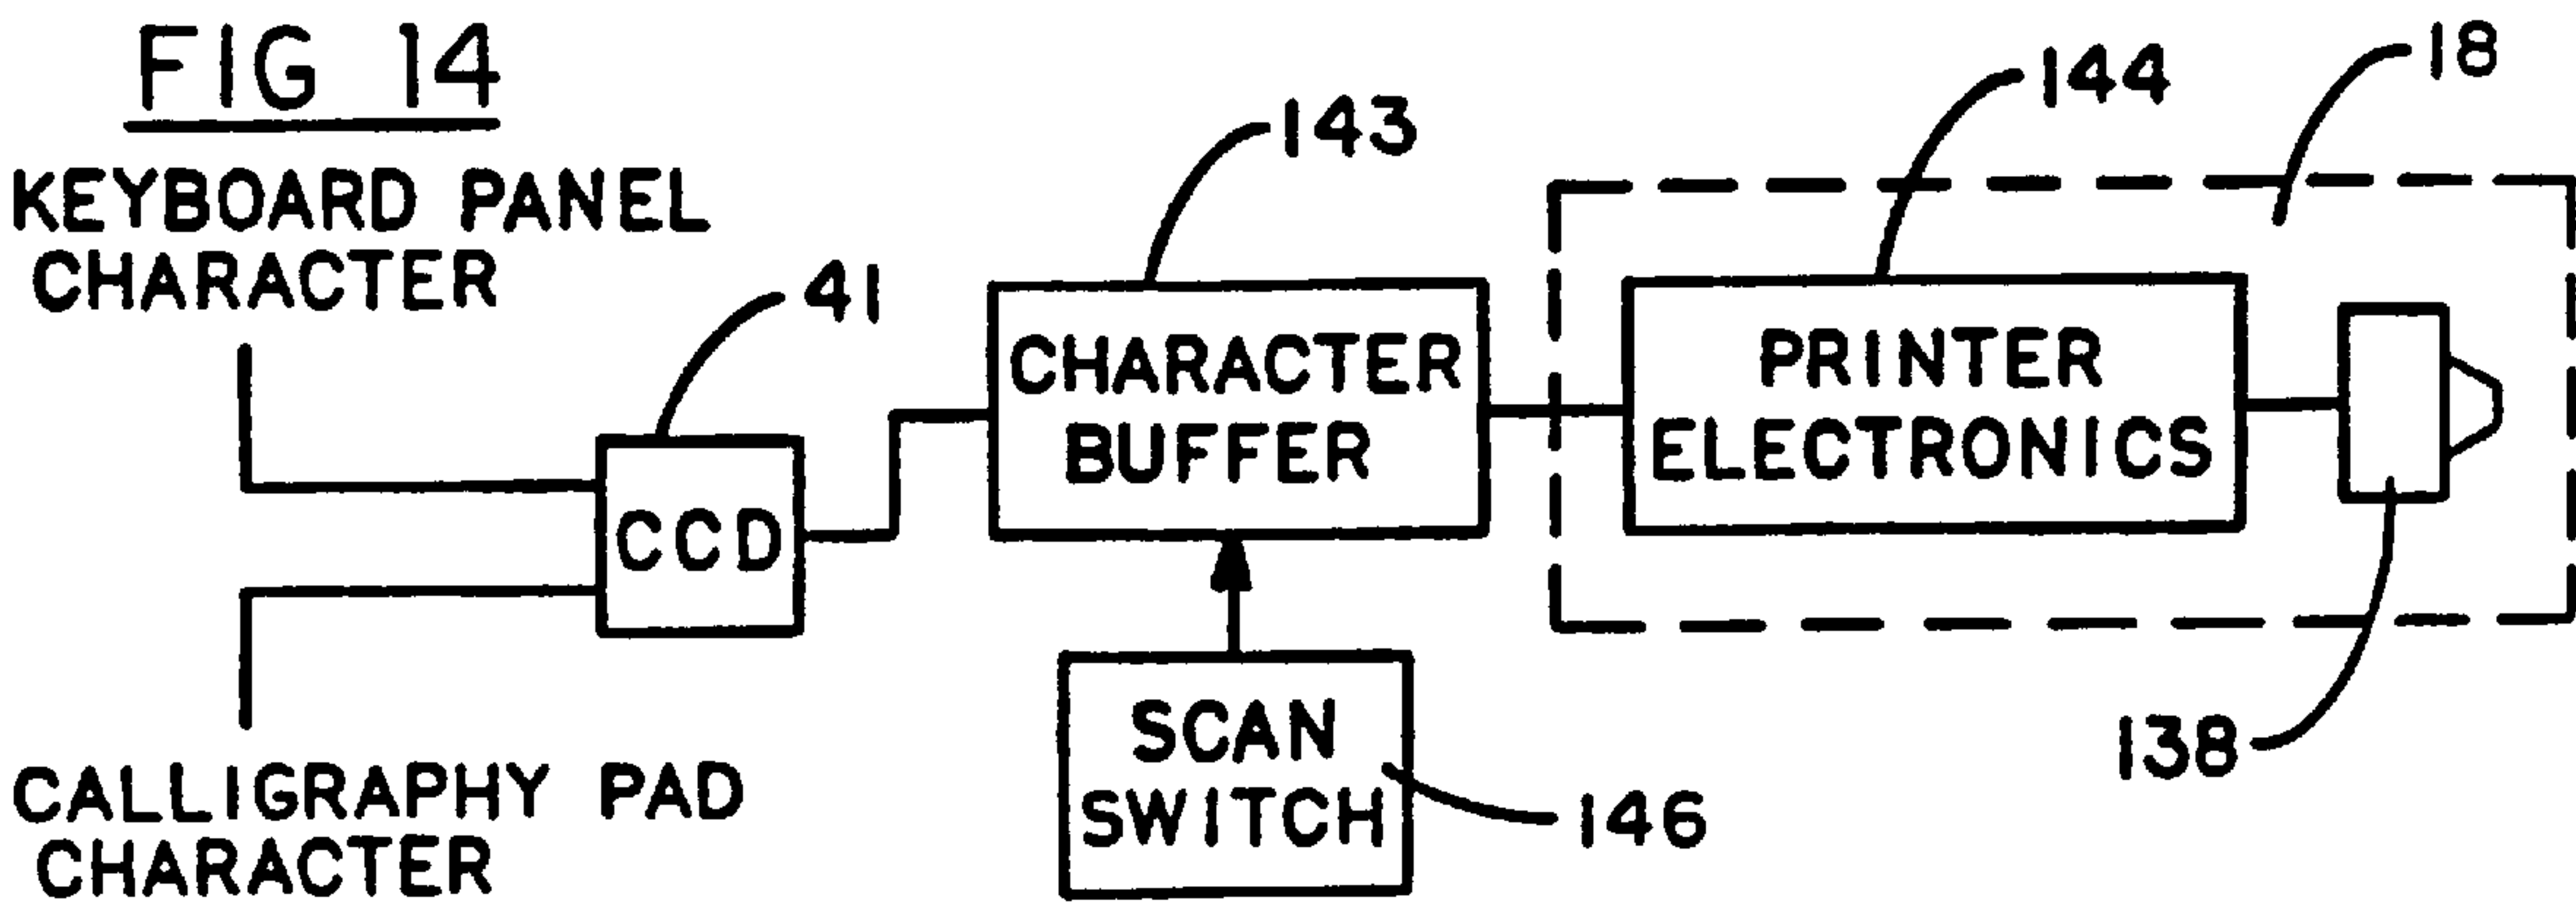 FIG 14
KEYBOARD PANEL
CHARACTER
41
143
144
18
CCD
CHARACTER
BUFFER
PRINTER
ELECTRONICS
SCAN
SWITCH
146
138
CALLIGRAPHY PAD
CHARACTER